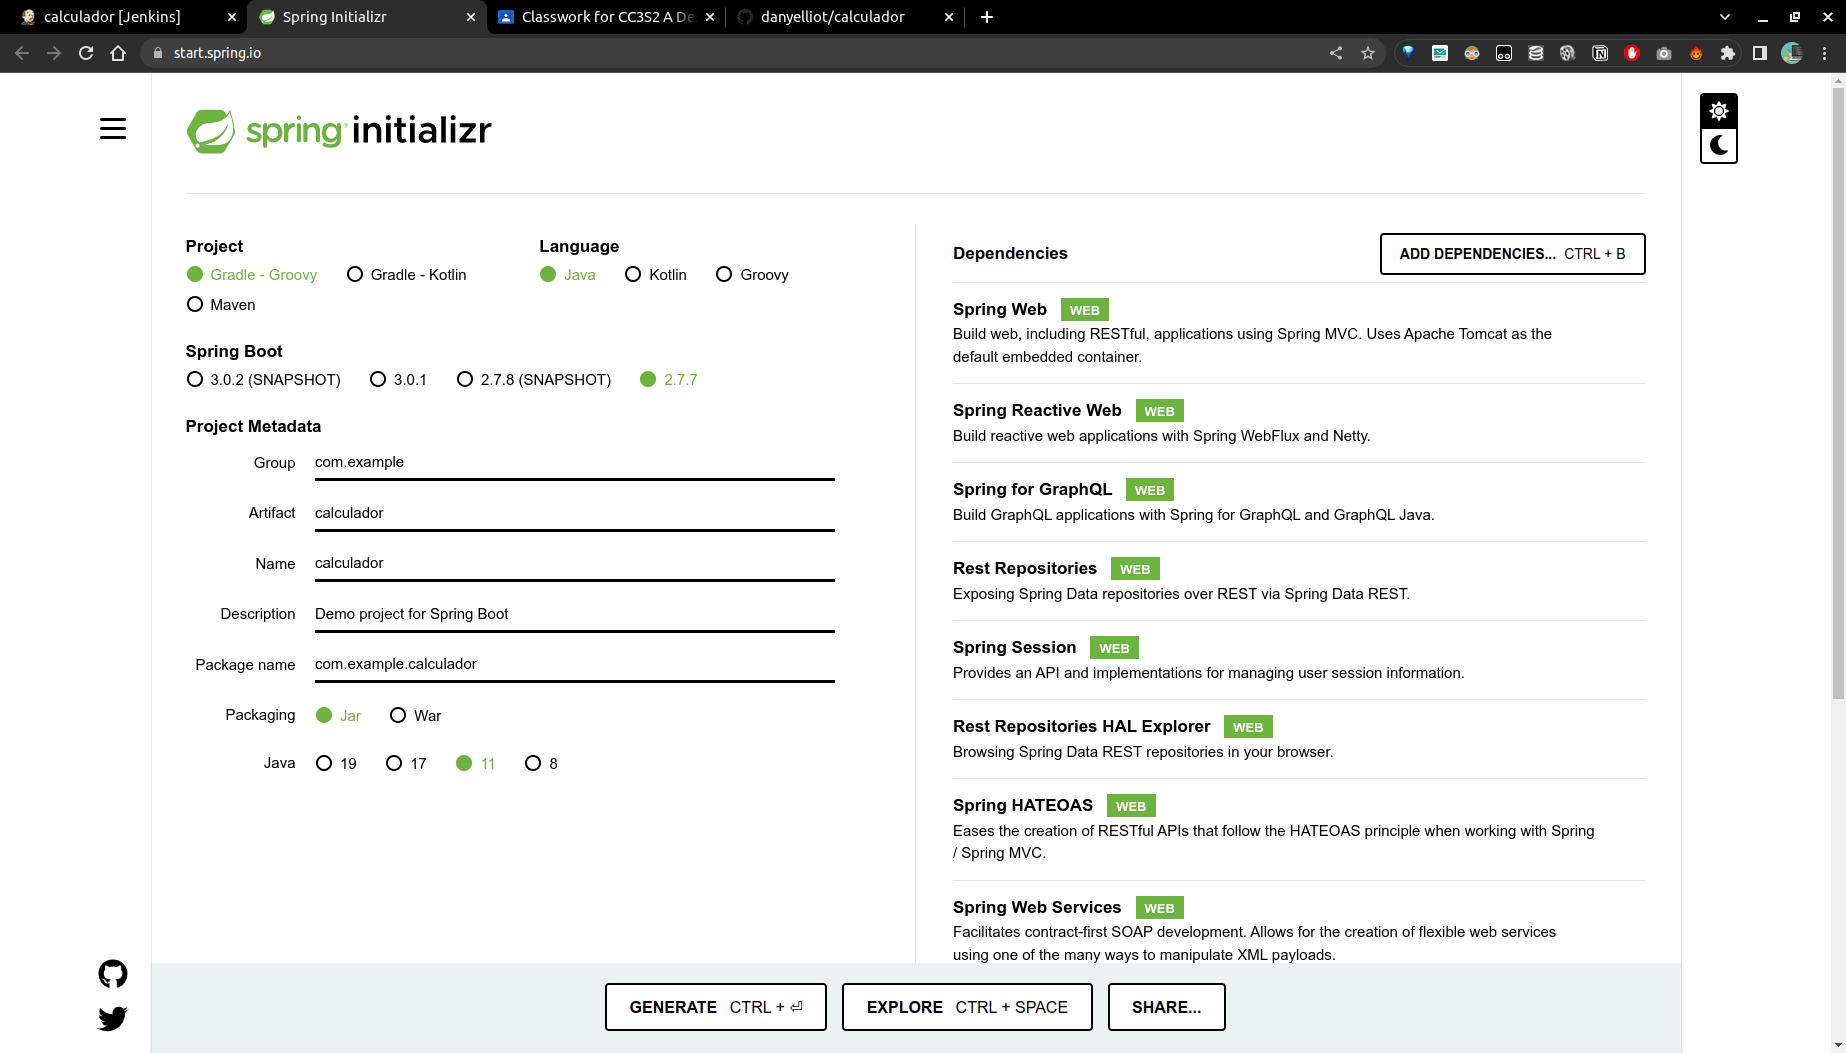 calculador [Jenkins]
Spring Initializr
Classwork for CC3S2 A De
danyelliot/calculador
start.spring.io
spring initializr
Project
Gradle - Groovy
Gradle - Kotlin
Maven
Language
Java
Kotlin
Groovy
Spring Boot
3.0.2 (SNAPSHOT)
3.0.1
2.7.8 (SNAPSHOT)
2.7.7
Project Metadata
Group
com.example
Artifact
calculador
Name
calculador
Description
Demo project for Spring Boot
Package name
com.example.calculador
Packaging
Jar
War
Java
19
17
11
8
Dependencies
ADD DEPENDENCIES... CTRL + B
Spring Web WEB
Build web, including RESTful, applications using Spring MVC. Uses Apache Tomcat as the
default embedded container.
Spring Reactive Web WEB
Build reactive web applications with Spring WebFlux and Netty.
Spring for GraphQL WEB
Build GraphQL applications with Spring for GraphQL and GraphQL Java.
Rest Repositories WEB
Exposing Spring Data repositories over REST via Spring Data REST.
Spring Session WEB
Provides an API and implementations for managing user session information.
Rest Repositories HAL Explorer WEB
Browsing Spring Data REST repositories in your browser.
Spring HATEOAS WEB
Eases the creation of RESTful APIs that follow the HATEOAS principle when working with Spring
/ Spring MVC.
Spring Web Services WEB
Facilitates contract-first SOAP development. Allows for the creation of flexible web services
using one of the many ways to manipulate XML payloads.
GENERATE CTRL + ⏎
EXPLORE CTRL + SPACE
SHARE...